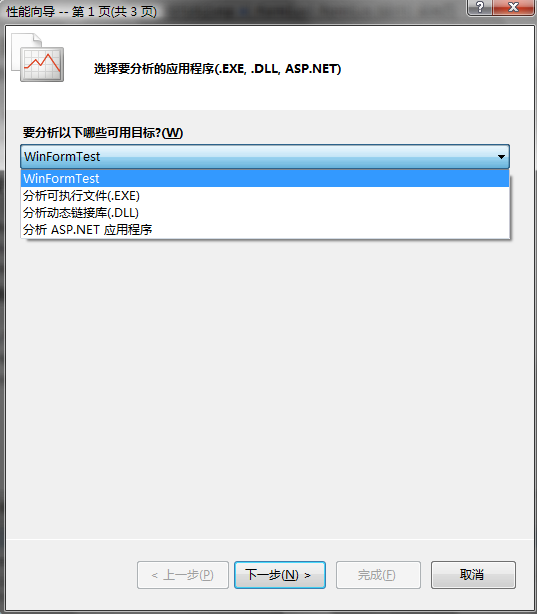 性能向导 -- 第 1 页(共 3 页)
?
选择要分析的应用程序(.EXE, .DLL, ASP.NET)
要分析以下哪些可用目标?(W)
WinFormTest
WinFormTest
分析可执行文件(.EXE)
分析动态链接库(.DLL)
分析 ASP.NET 应用程序
< 上一步(P)
下一步(N) >
完成(F)
取消